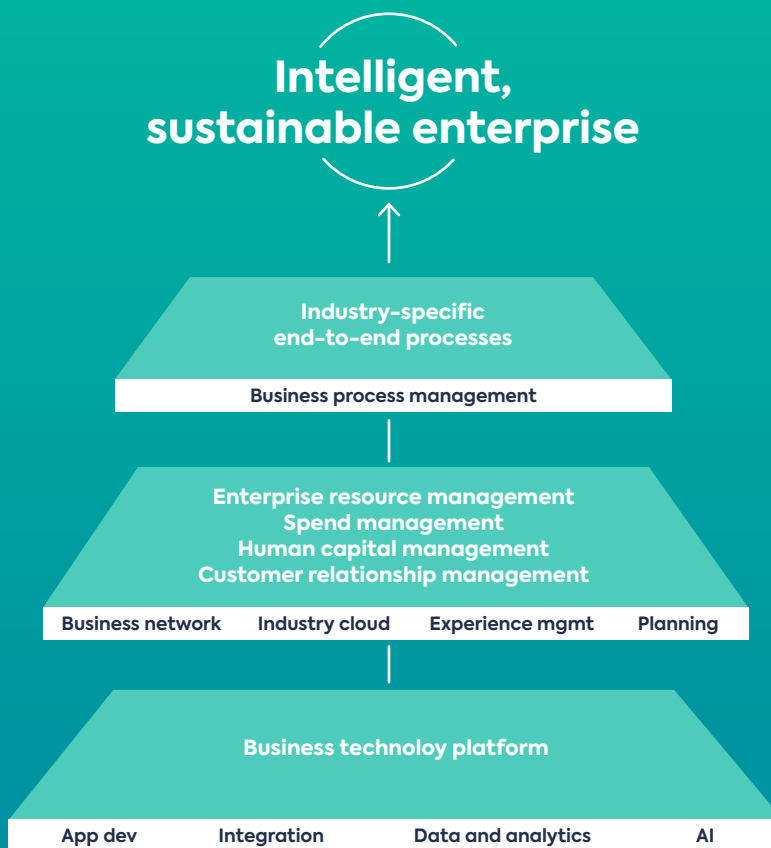 Intelligent,
sustainable enterprise
Industry-specific
end-to-end processes
Business process management
Enterprise resource management
Spend management
Human capital management
Customer relationship management
Business network Industry cloud Experience mgmt Planning
Business technoloy platform
App dev Integration Data and analytics AI